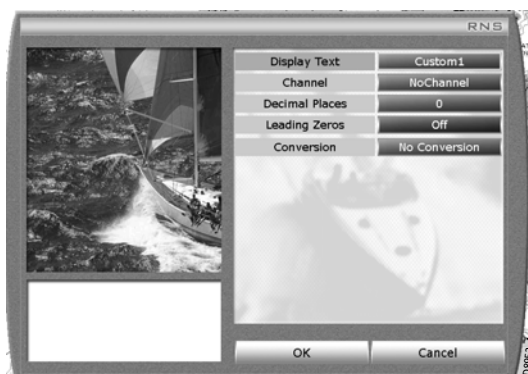 RNS
Display Text Custom1
Channel NoChannel
Decimal Places 0
Leading Zeros Off
Conversion No Conversion
OK Cancel